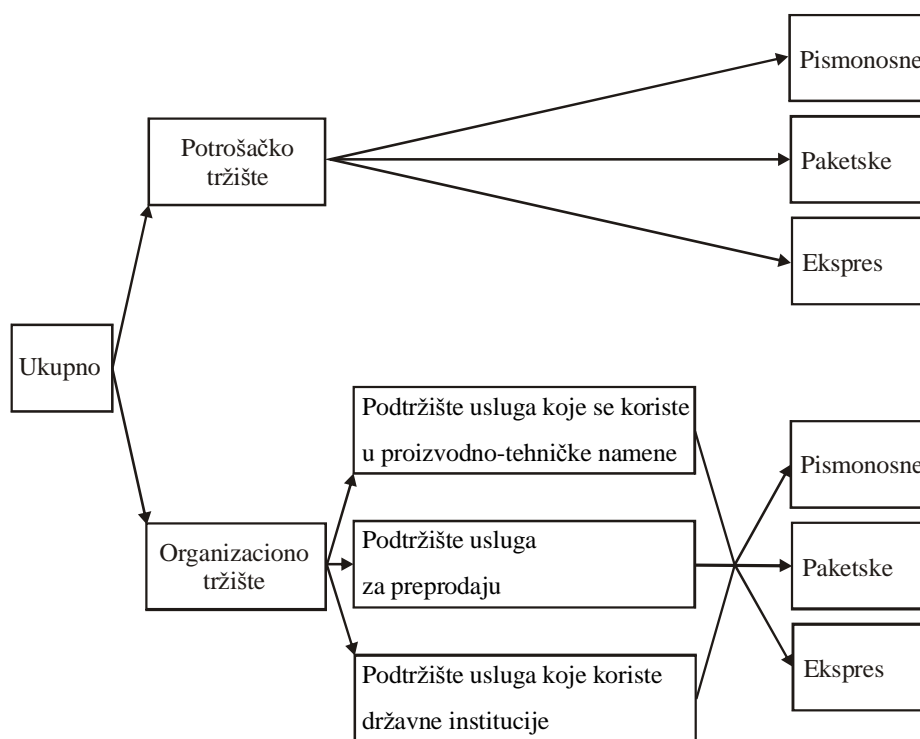 Pismonosne
Potrošačko
tržište
Paketske
Ekspres
Ukupno
Podtržište usluga koje se koriste
u proizvodno-tehničke namene
Pismonosne
Organizaciono
tržište
Podtržište usluga
za preprodaju
Paketske
Podtržište usluga koje koriste
državne institucije
Ekspres